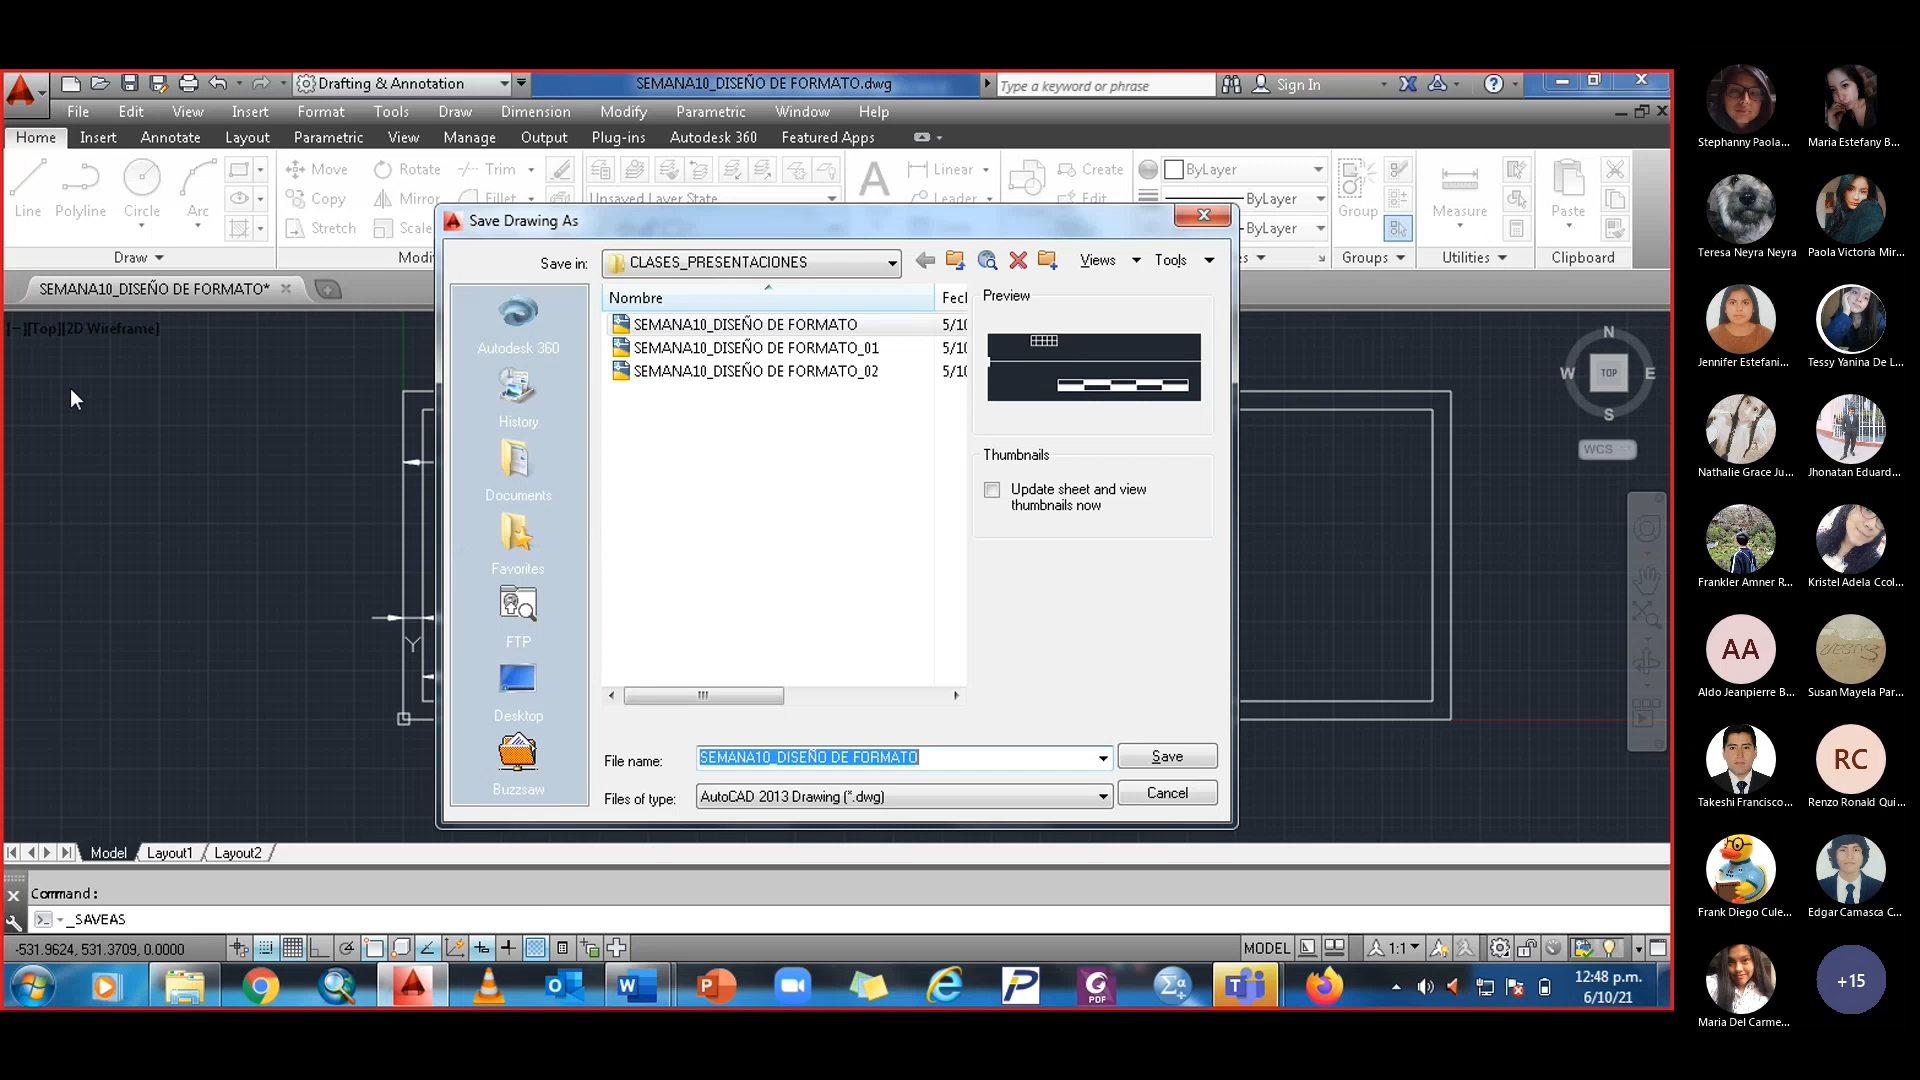 Drafting & Annotation
SEMANA10_DISEÑO DE FORMATO.dwg
Type a keyword or phrase
Sign In
File Edit View Insert Format Tools Draw Dimension Modify Parametric Window Help
Home Insert Annotate Layout Parametric View Manage Output Plug-ins Autodesk 360 Featured Apps
Move Rotate Trim Linear Create ByLayer
Line Polyline Circle Arc Copy Mirror Fillet Unsaved Layer State Leader Edit ByLayer Group Measure Paste
Stretch Scale ByLayer
Draw Groups Utilities Clipboard
SEMANA10_DISEÑO DE FORMATO*
[−][Top][2D Wireframe]
Save Drawing As
Save in: CLASES_PRESENTACIONES Views Tools
Nombre
Preview
SEMANA10_DISEÑO DE FORMATO 5/10
SEMANA10_DISEÑO DE FORMATO_01 5/10
SEMANA10_DISEÑO DE FORMATO_02 5/10
Autodesk 360
History
Documents
Favorites
FTP
Desktop
Buzzsaw
Thumbnails
Update sheet and view
thumbnails now
File name: SEMANA10_DISEÑO DE FORMATO Save
Files of type: AutoCAD 2013 Drawing (*.dwg) Cancel
N
W TOP E
S
WCS
Y
Model Layout1 Layout2
Command:
_SAVEAS
-531.9624, 531.3709, 0.0000
MODEL 1:1
PDF
12:48 p.m.
6/10/21
Stephanny Paola... Maria Estefany B...
Teresa Neyra Neyra Paola Victoria Mir...
Jennifer Estefani... Tessy Yanina De L...
Nathalie Grace Ju... Jhonatan Eduard...
Frankler Amner R... Kristel Adela Ccol...
AA
Aldo Jeanpierre B... Susan Mayela Par...
RC
Takeshi Francisco... Renzo Ronald Qui...
Frank Diego Cule... Edgar Camasca C...
+15
Maria Del Carme...